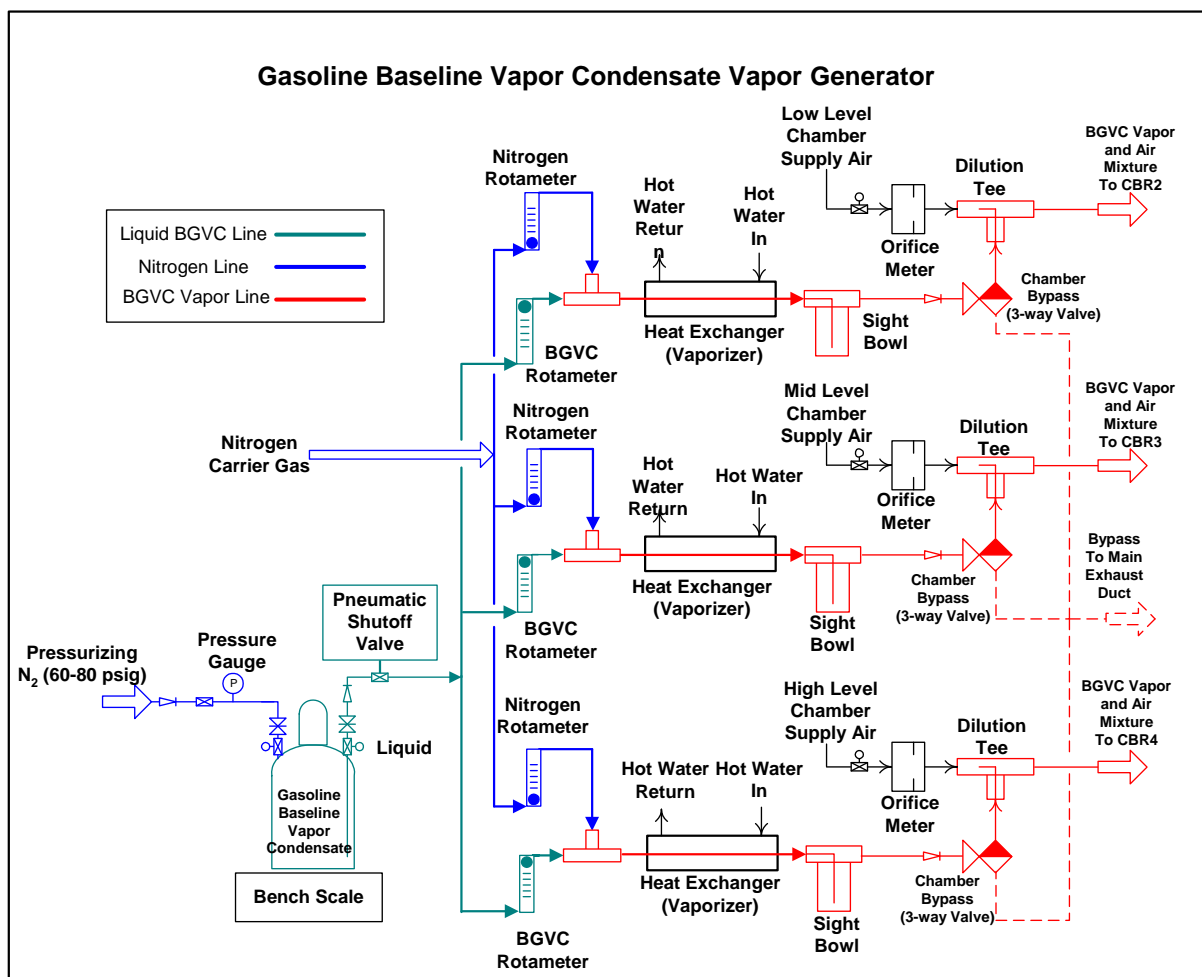 Gasoline Baseline Vapor Condensate Vapor Generator
Liquid BGVC Line
Nitrogen Line
BGVC Vapor Line
Nitrogen
Rotameter
Hot
Water
Retur
n
Hot
Water
In
Low Level
Chamber
Supply Air
Dilution
Tee
BGVC Vapor
and Air
Mixture
To CBR2
Orifice
Meter
Chamber
Bypass
(3-way Valve)
BGVC
Rotameter
Heat Exchanger
(Vaporizer)
Sight
Bowl
Nitrogen
Carrier Gas
Nitrogen
Rotameter
Hot
Water
Return
Hot Water
In
Mid Level
Chamber
Supply Air
Dilution
Tee
BGVC Vapor
and Air
Mixture
To CBR3
Orifice
Meter
Chamber
Bypass
(3-way Valve)
Bypass
To Main
Exhaust
Duct
BGVC
Rotameter
Heat Exchanger
(Vaporizer)
Sight
Bowl
Pneumatic
Shutoff
Valve
Pressurizing
N2 (60-80 psig)
Pressure
Gauge
P
Liquid
Gasoline
Baseline
Vapor
Condensate
Bench Scale
Nitrogen
Rotameter
Hot Water
Return
Hot Water
In
High Level
Chamber
Supply Air
Dilution
Tee
BGVC Vapor
and Air
Mixture
To CBR4
Orifice
Meter
Chamber
Bypass
(3-way Valve)
BGVC
Rotameter
Heat Exchanger
(Vaporizer)
Sight
Bowl